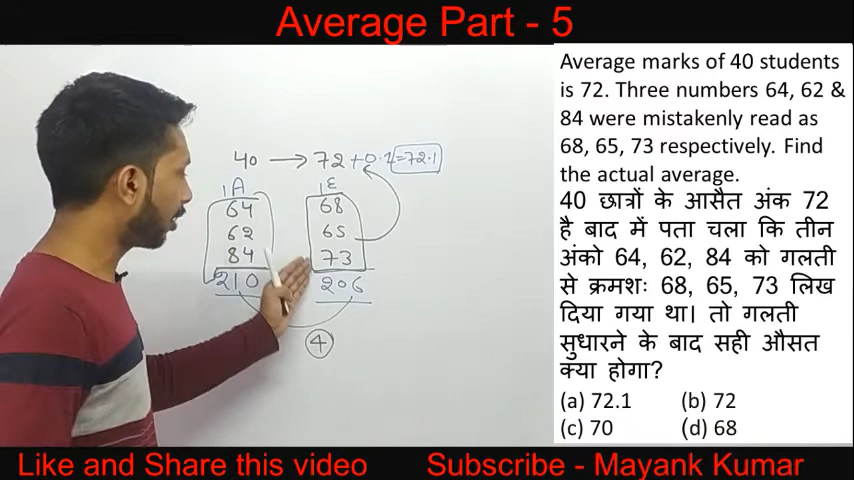 Average Part - 5
Average marks of 40 students
is 72. Three numbers 64, 62 &
84 were mistakenly read as
68, 65, 73 respectively. Find
the actual average.
40 छात्रों के आसैत अंक 72
है बाद में पता चला कि तीन
अंको 64, 62, 84 को गलती
से क्रमशः 68, 65, 73 लिख
दिया गया था। तो गलती
सुधारने के बाद सही औसत
क्या होगा?
(a) 72.1 (b) 72
(c) 70 (d) 68
40 → 72+0.1=72.1
A E
64 68
62 65
84 73
210 206
4
Like and Share this video Subscribe - Mayank Kumar